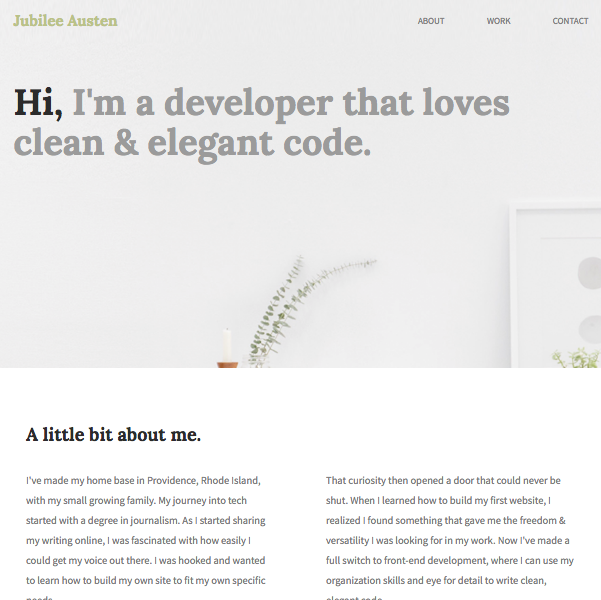 Jubilee Austen
ABOUT WORK CONTACT
Hi, I'm a developer that loves
clean & elegant code.
A little bit about me.
I've made my home base in Providence, Rhode Island,
with my small growing family. My journey into tech
started with a degree in journalism. As I started sharing
my writing online, I was fascinated with how easily I
could get my voice out there. I was hooked and wanted
to learn how to build my own site to fit my own specific
needs.
That curiosity then opened a door that could never be
shut. When I learned how to build my first website, I
realized I found something that gave me the freedom &
versatility I was looking for in my work. Now I've made a
full switch to front-end development, where I can use my
organization skills and eye for detail to write clean,
elegant code.